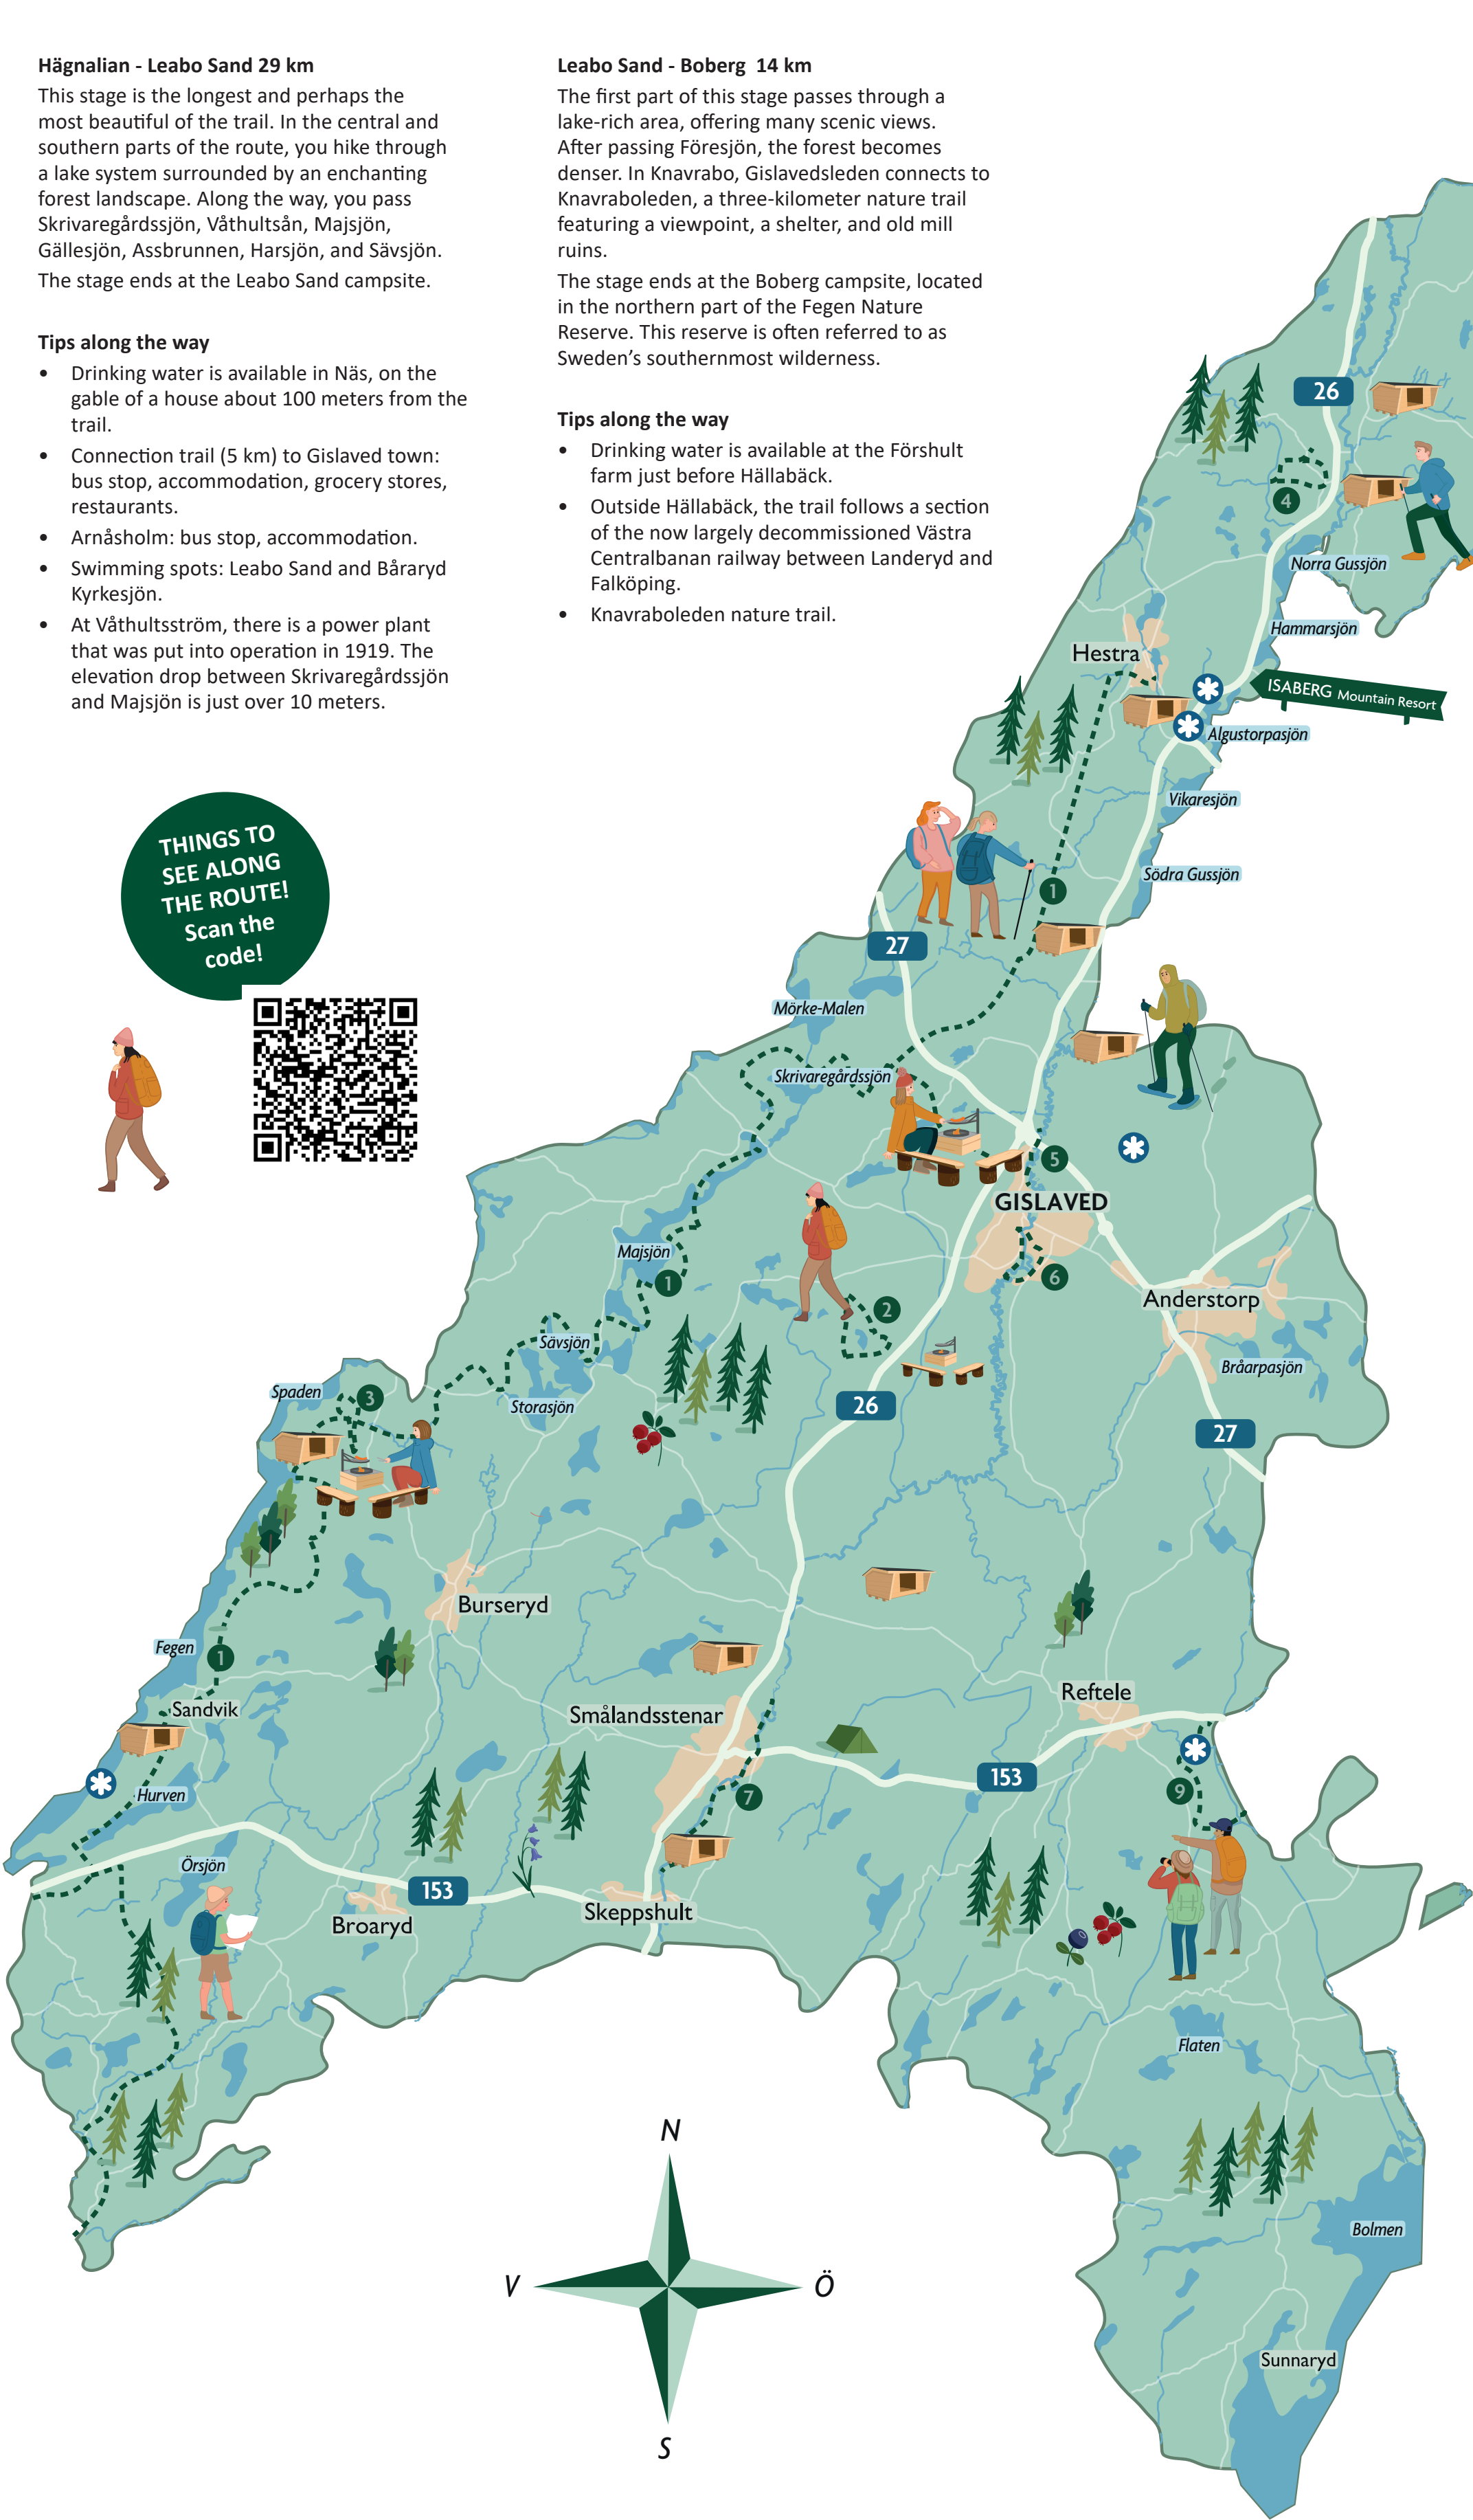 Hägnalian - Leabo Sand 29 km
This stage is the longest and perhaps the
most beautiful of the trail. In the central and
southern parts of the route, you hike through
a lake system surrounded by an enchanting
forest landscape. Along the way, you pass
Skrivaregårdssjön, Våthultsån, Majsjön,
Gällesjön, Assbrunnen, Harsjön, and Sävsjön.
The stage ends at the Leabo Sand campsite.
Tips along the way
• Drinking water is available in Näs, on the
gable of a house about 100 meters from the
trail.
• Connection trail (5 km) to Gislaved town:
bus stop, accommodation, grocery stores,
restaurants.
• Arnåsholm: bus stop, accommodation.
• Swimming spots: Leabo Sand and Båraryd
Kyrkesjön.
• At Våthultsström, there is a power plant
that was put into operation in 1919. The
elevation drop between Skrivaregårdssjön
and Majsjön is just over 10 meters.
Leabo Sand - Boberg 14 km
The first part of this stage passes through a
lake-rich area, offering many scenic views.
After passing Föresjön, the forest becomes
denser. In Knavrabo, Gislavedsleden connects to
Knavraboleden, a three-kilometer nature trail
featuring a viewpoint, a shelter, and old mill
ruins.
The stage ends at the Boberg campsite, located
in the northern part of the Fegen Nature
Reserve. This reserve is often referred to as
Sweden's southernmost wilderness.
Tips along the way
• Drinking water is available at the Förshult
farm just before Hällabäck.
• Outside Hällabäck, the trail follows a section
of the now largely decommissioned Västra
Centralbanan railway between Landeryd and
Falköping.
• Knavraboleden nature trail.
THINGS TO
SEE ALONG
THE ROUTE!
Scan the
code!
26
4
Norra Gussjön
Hammarsjön
Hestra
ISABERG Mountain Resort
Algustorpasjön
Vikaresjön
Södra Gussjön
1
27
Mörke-Malen
Skrivaregårdssjön
5
GISLAVED
Majsjön
1
6
Anderstorp
2
Sävsjön
Bråarpasjön
Spaden
3
Storasjön
26
27
Burseryd
Fegen
1
Sandvik
Smålandsstenar
Reftele
153
Hurven
7
9
Örsjön
153
Skeppshult
Broaryd
Flaten
N
V
Ö
S
Bolmen
Sunnaryd